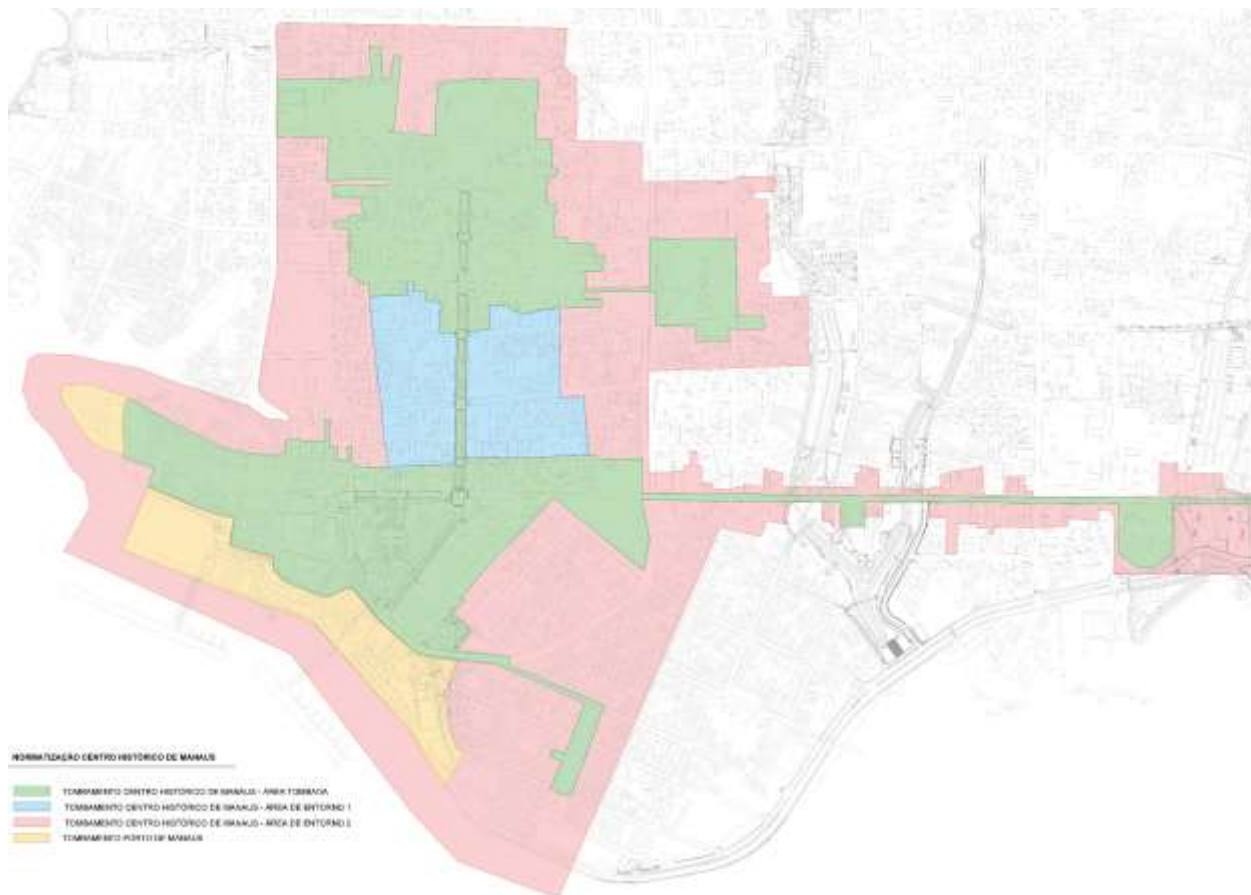 NORMATIZAÇÃO CENTRO HISTÓRICO DE MANAUS
TOMBAMENTO CENTRO HISTÓRICO DE MANAUS - ÁREA TOMBADA
TOMBAMENTO CENTRO HISTÓRICO DE MANAUS - ÁREA DE ENTORNO 1
TOMBAMENTO CENTRO HISTÓRICO DE MANAUS - ÁREA DE ENTORNO 2
TOMBAMENTO PORTO DE MANAUS